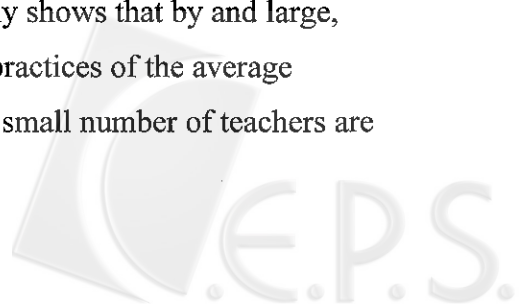 y shows that by and large,
practices of the average
small number of teachers are
C.E.P.S.